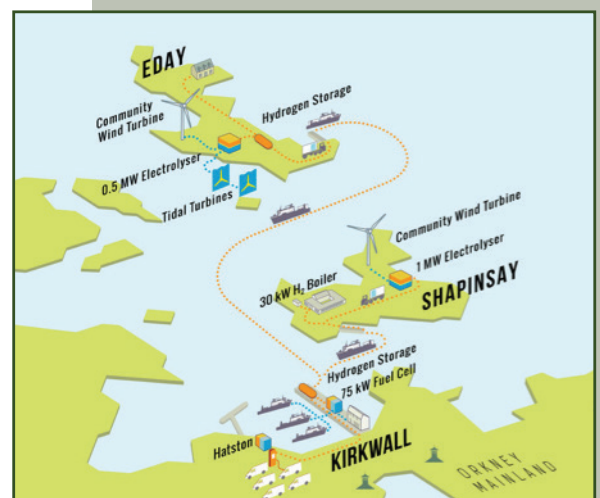 EDAY
Hydrogen Storage
Community
Wind Turbine
0.5 MW Electrolyser
Tidal Turbines
Community Wind Turbine
1 MW Electrolyser
30 kW H₂ Boiler
SHAPINSAY
Hydrogen Storage
75 kW Fuel Cell
Hatston
KIRKWALL
ORKNEY
MAINLAND